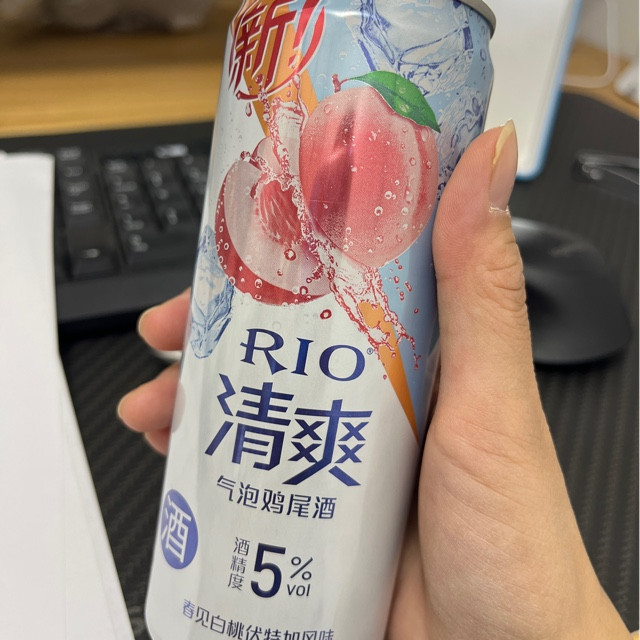 新!
RIO®
清爽
气泡鸡尾酒
酒
酒精度 5%vol
春见白桃伏特加风味